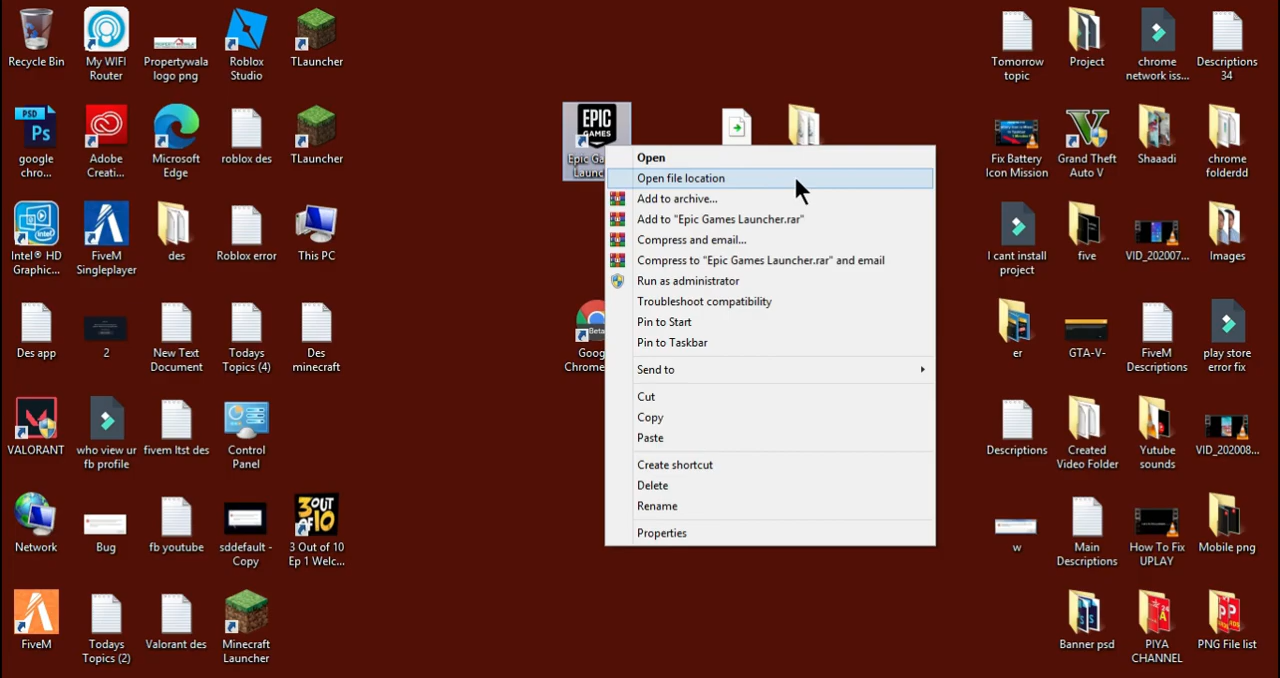 Recycle Bin
My WIFI
Router
Propertywala
logo png
Roblox
Studio
TLauncher
PSD
Ps
google
chro...
Adobe
Creati...
Microsoft
Edge
roblox des
TLauncher
Intel® HD
Graphic...
FiveM
Singleplayer
des
Roblox error
This PC
Des app
2
New Text
Document
Todays
Topics (4)
Des
minecraft
VALORANT
who view ur
fb profile
fivem ltst des
Control
Panel
Network
Bug
fb youtube
sddefault -
Copy
3 OUT
OF 10
3 Out of 10
Ep 1 Welc...
FiveM
Todays
Topics (2)
Valorant des
Minecraft
Launcher
EPIC
GAMES
Epic Ga
Launc
Beta
Goog
Chrome
Open
Open file location
Add to archive...
Add to "Epic Games Launcher.rar"
Compress and email...
Compress to "Epic Games Launcher.rar" and email
Run as administrator
Troubleshoot compatibility
Pin to Start
Pin to Taskbar
Send to
Cut
Copy
Paste
Create shortcut
Delete
Rename
Properties
Tomorrow
topic
Project
chrome
network iss...
Descriptions
34
Fix Battery
Icon Mission
Grand Theft
Auto V
Shaaadi
chrome
folderdd
I cant install
project
five
VID_202007...
Images
er
GTA-V-
FiveM
Descriptions
play store
error fix
Descriptions
Created
Video Folder
Yutube
sounds
VID_202008...
w
Main
Descriptions
How To Fix
UPLAY
Mobile png
Banner psd
PIYA
CHANNEL
PNG File list